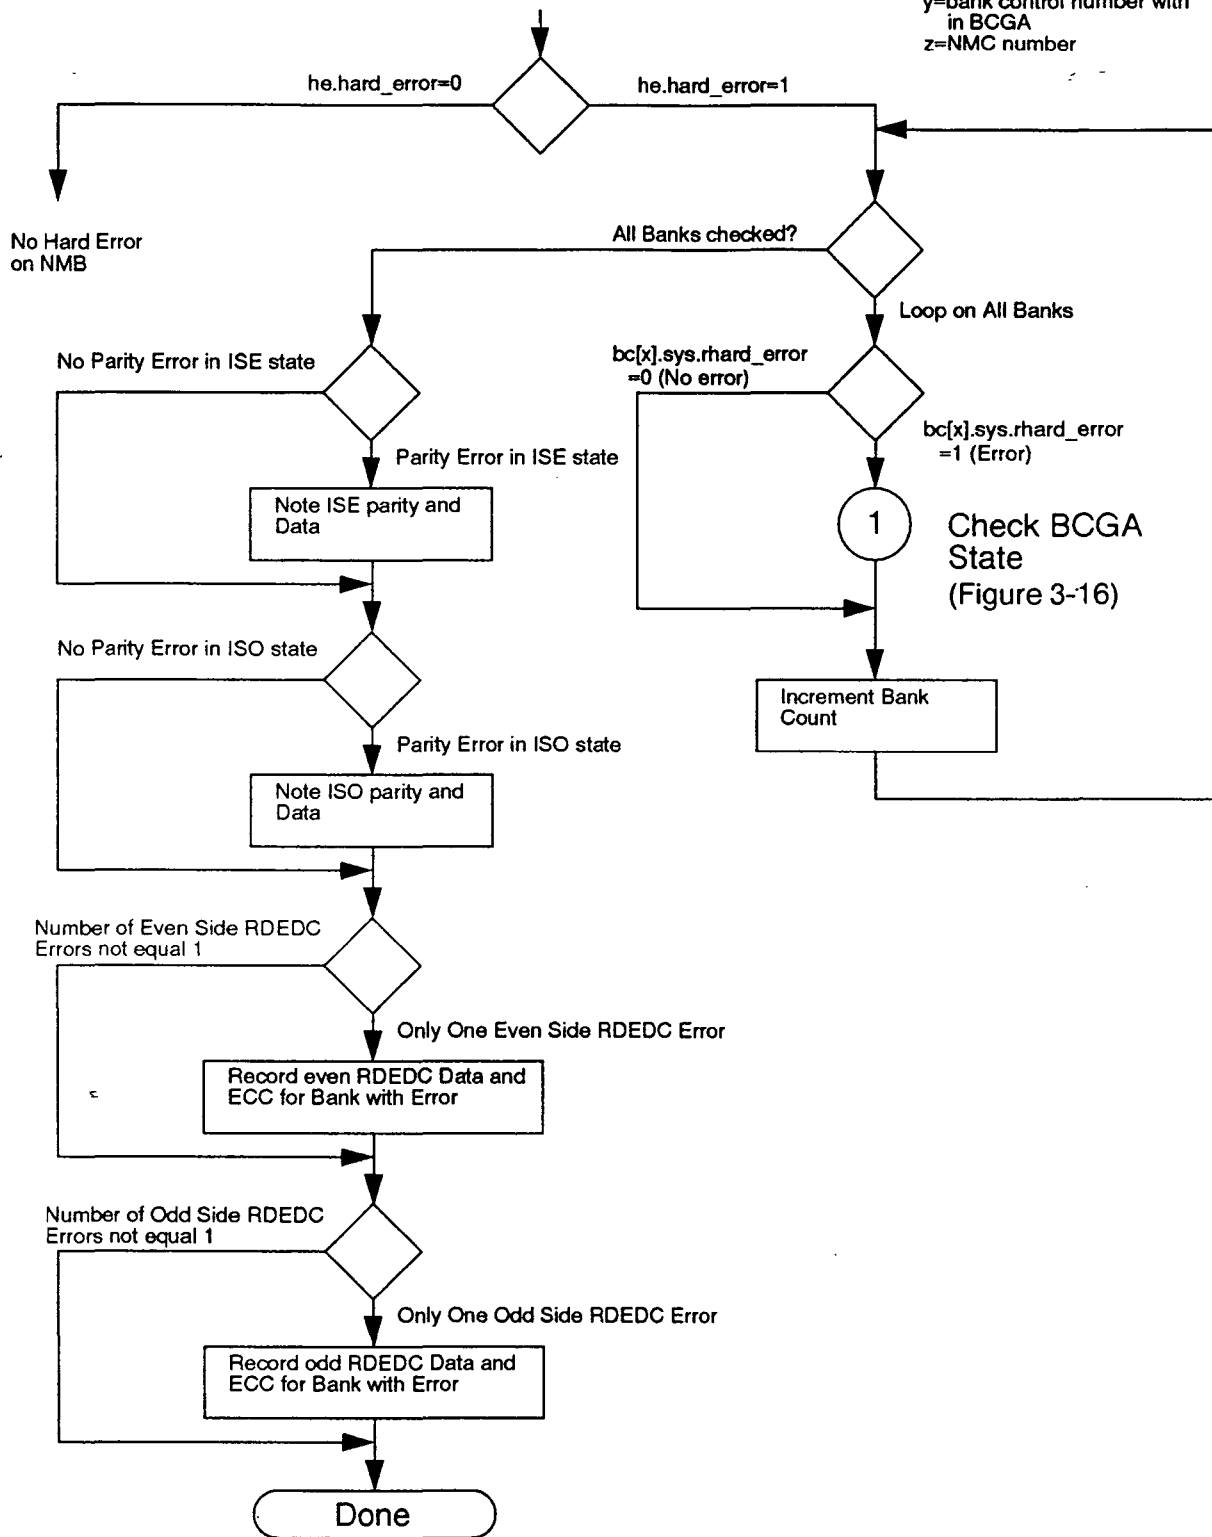 y=bank control number with
in BCGA
z=NMC number
he.hard_error=0
he.hard_error=1
No Hard Error
on NMB
All Banks checked?
Loop on All Banks
No Parity Error in ISE state
bc[x].sys.rhard_error
=0 (No error)
bc[x].sys.rhard_error
=1 (Error)
Parity Error in ISE state
Note ISE parity and
Data
1
Check BCGA
State
(Figure 3-16)
No Parity Error in ISO state
Increment Bank
Count
Parity Error in ISO state
Note ISO parity and
Data
Number of Even Side RDEDC
Errors not equal 1
Only One Even Side RDEDC Error
Record even RDEDC Data and
ECC for Bank with Error
Number of Odd Side RDEDC
Errors not equal 1
Only One Odd Side RDEDC Error
Record odd RDEDC Data and
ECC for Bank with Error
Done